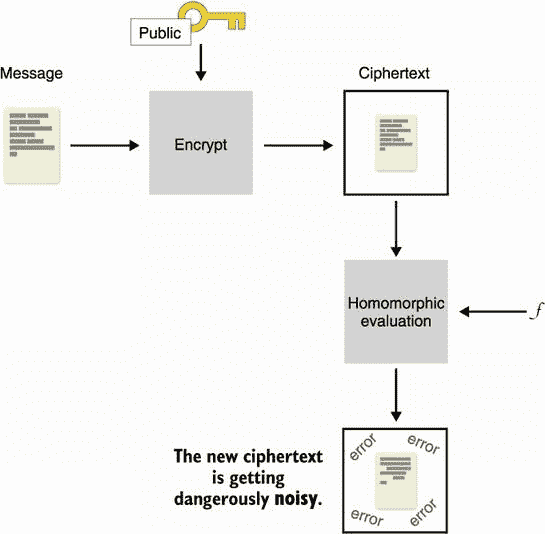 Public
Message
Ciphertext
Encrypt
Homomorphic
evaluation
f
The new ciphertext
is getting
dangerously noisy.
error
error
error
error